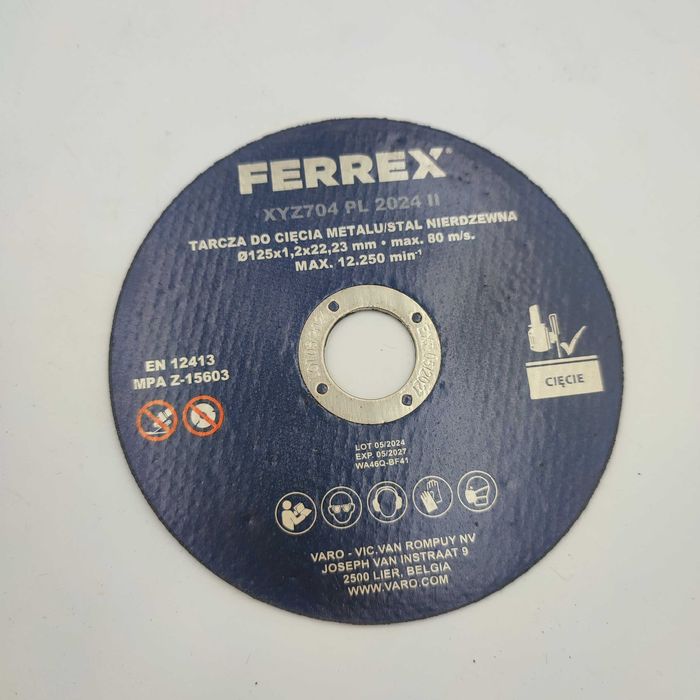 FERREX®
XYZ704 PL 2024 II
TARCZA DO CIĘCIA METALU/STAL NIERDZEWNA
Ø125x1,2x22,23 mm • max. 80 m/s.
MAX. 12.250 min⁻¹
EN 12413
MPA Z-15603
CIĘCIE
LOT 05/2024
EXP. 05/2027
WA46Q-BF41
VARO - VIC.VAN ROMPUY NV
JOSEPH VAN INSTRAAT 9
2500 LIER, BELGIA
WWW.VARO.COM